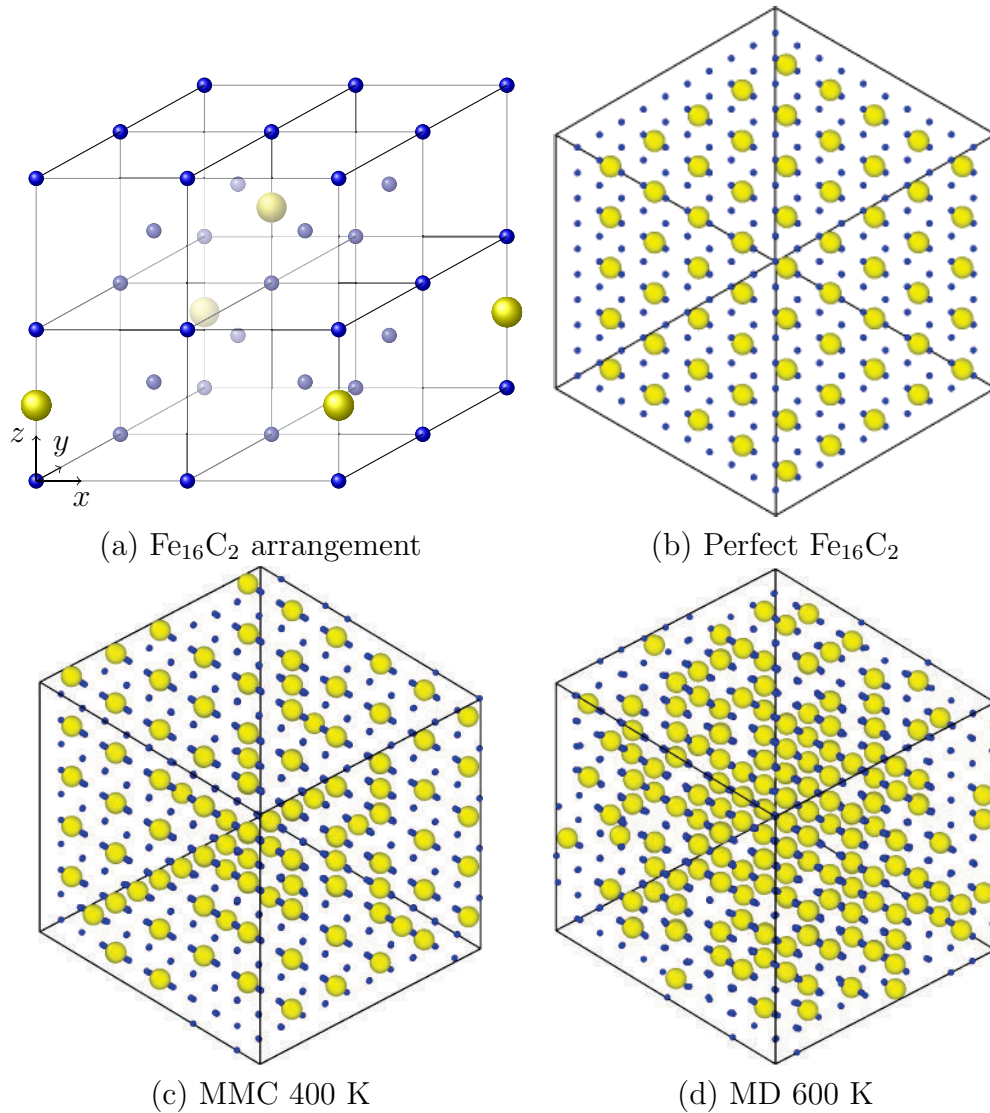 z
y
x
(a) Fe₁₆C₂ arrangement
(b) Perfect Fe₁₆C₂
(c) MMC 400 K
(d) MD 600 K